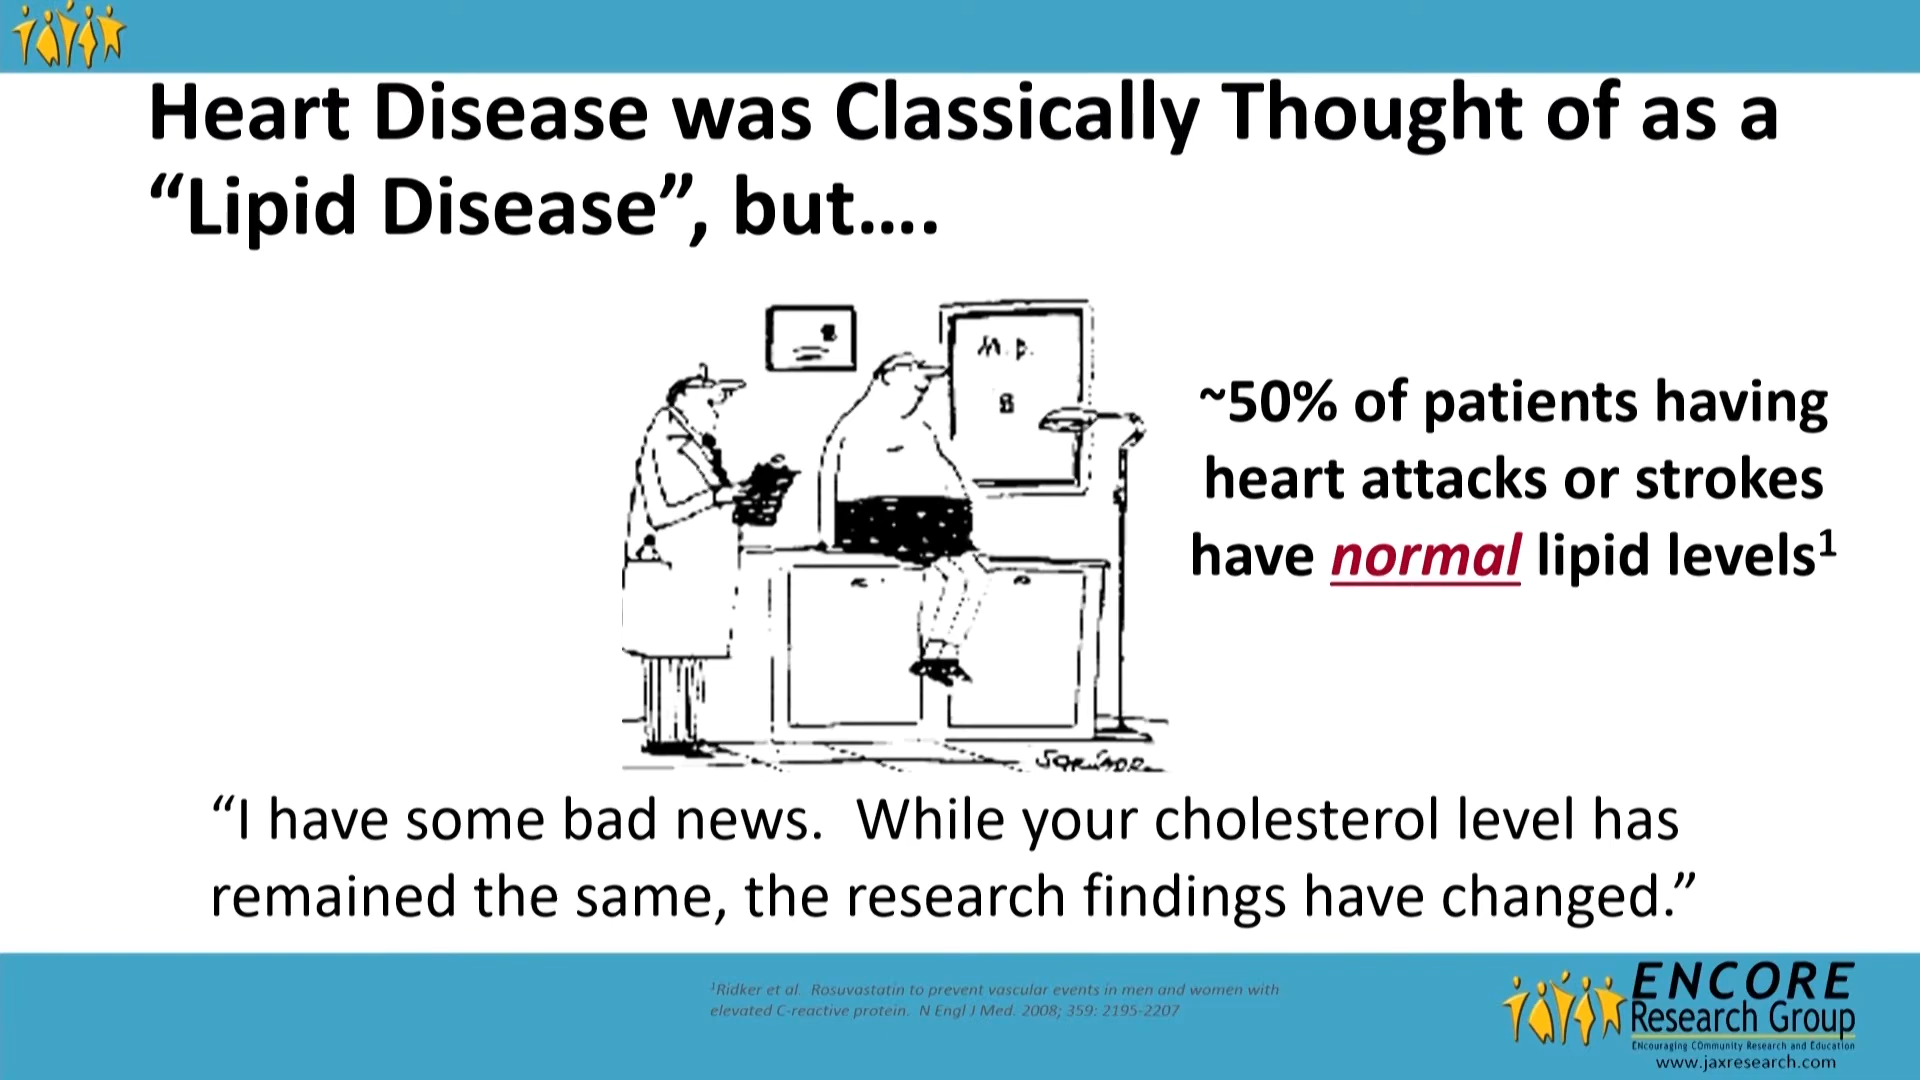 Heart Disease was Classically Thought of as a
“Lipid Disease”, but….
M.D.
~50% of patients having
heart attacks or strokes
have normal lipid levels¹
“I have some bad news.  While your cholesterol level has
remained the same, the research findings have changed.”
¹Ridker et al.  Rosuvastatin to prevent vascular events in men and women with
elevated C-reactive protein.  N Engl J Med. 2008; 359: 2195-2207
ENCORE
Research Group
ENcouraging COmmunity Research and Education
www.jaxresearch.com